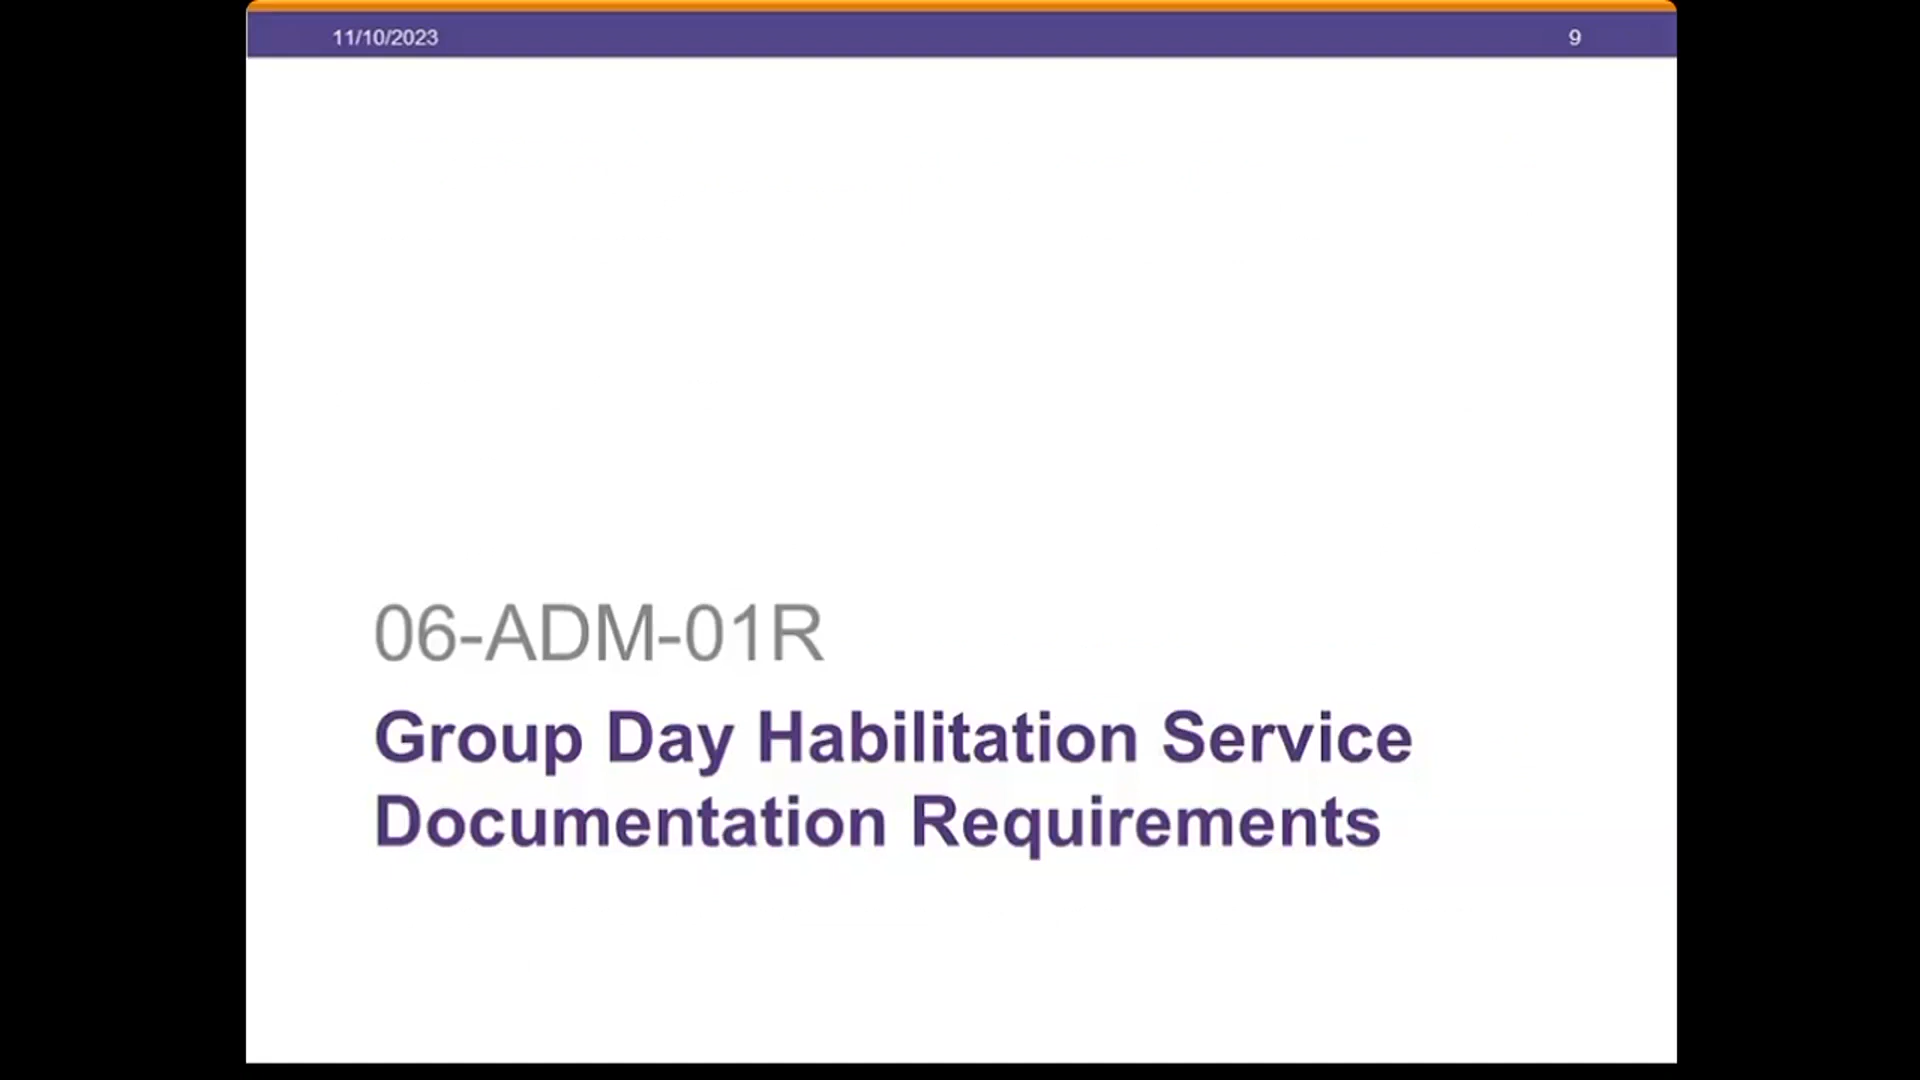 11/10/2023
9
06-ADM-01R
Group Day Habilitation Service
Documentation Requirements